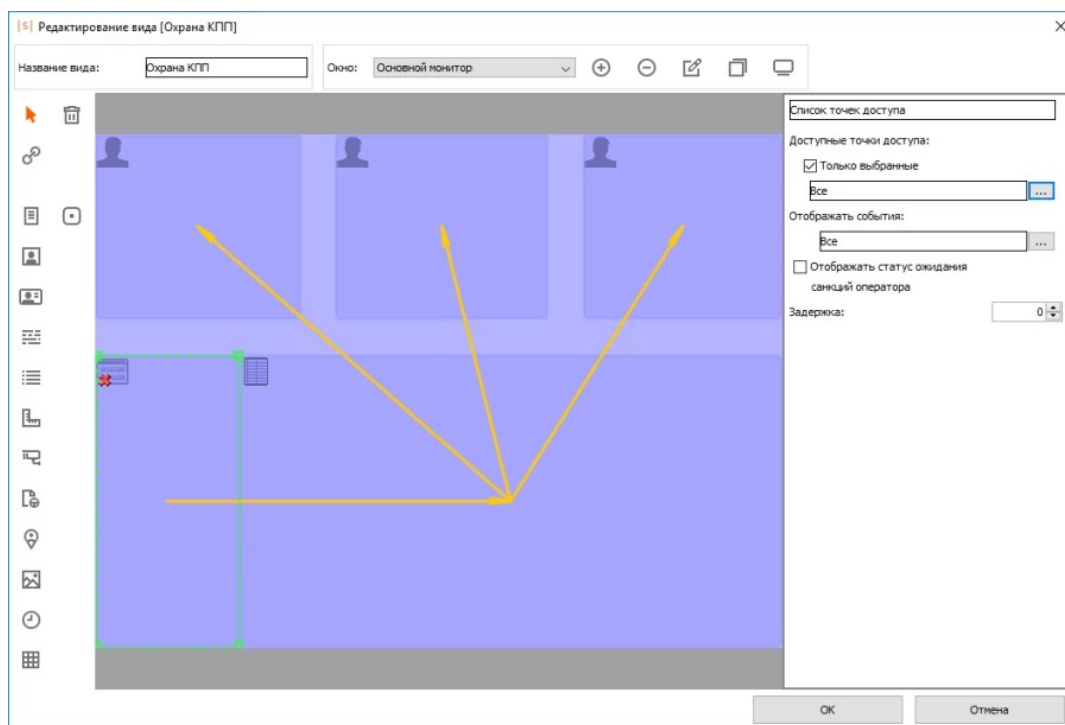 |S| Редактирование вида [Охрана КПП]
Название вида: Охрана КПП Окно: Основной монитор
Список точек доступа
Доступные точки доступа:
Только выбранные
Все ...
Отображать события:
Все ...
Отображать статус ожидания
санкций оператора
Задержка: 0
OK Отмена